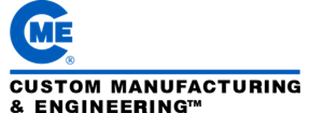 CME®
CUSTOM MANUFACTURING
& ENGINEERING™